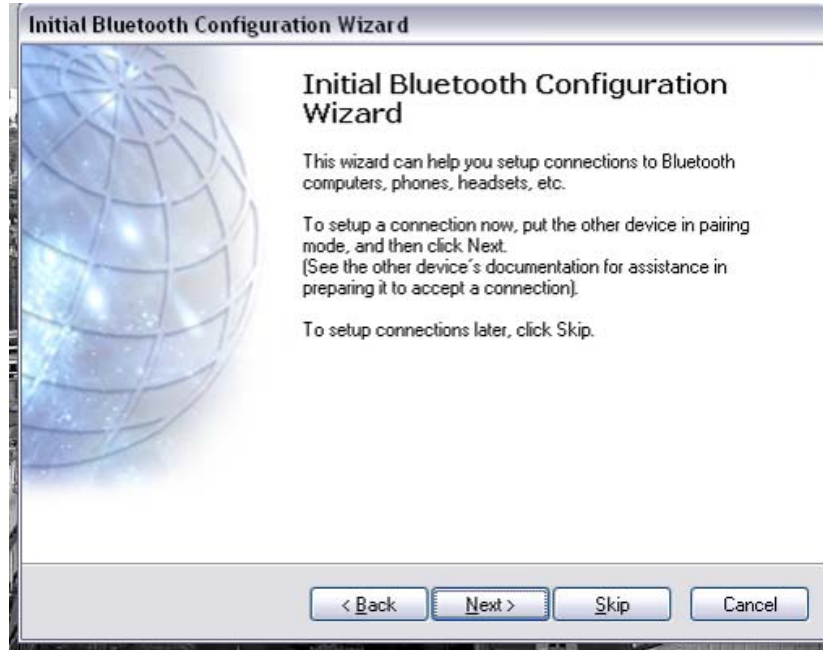 Initial Bluetooth Configuration Wizard
Initial Bluetooth Configuration
Wizard
This wizard can help you setup connections to Bluetooth
computers, phones, headsets, etc.
To setup a connection now, put the other device in pairing
mode, and then click Next.
(See the other device´s documentation for assistance in
preparing it to accept a connection).
To setup connections later, click Skip.
< Back Next > Skip Cancel